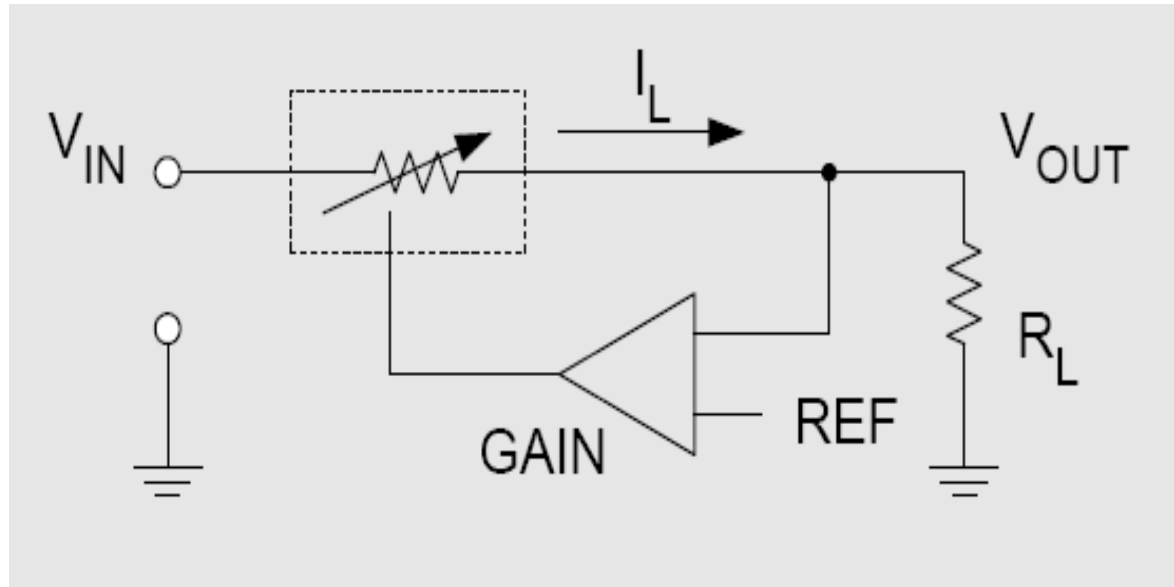 I_L
V_IN
V_OUT
R_L
REF
GAIN